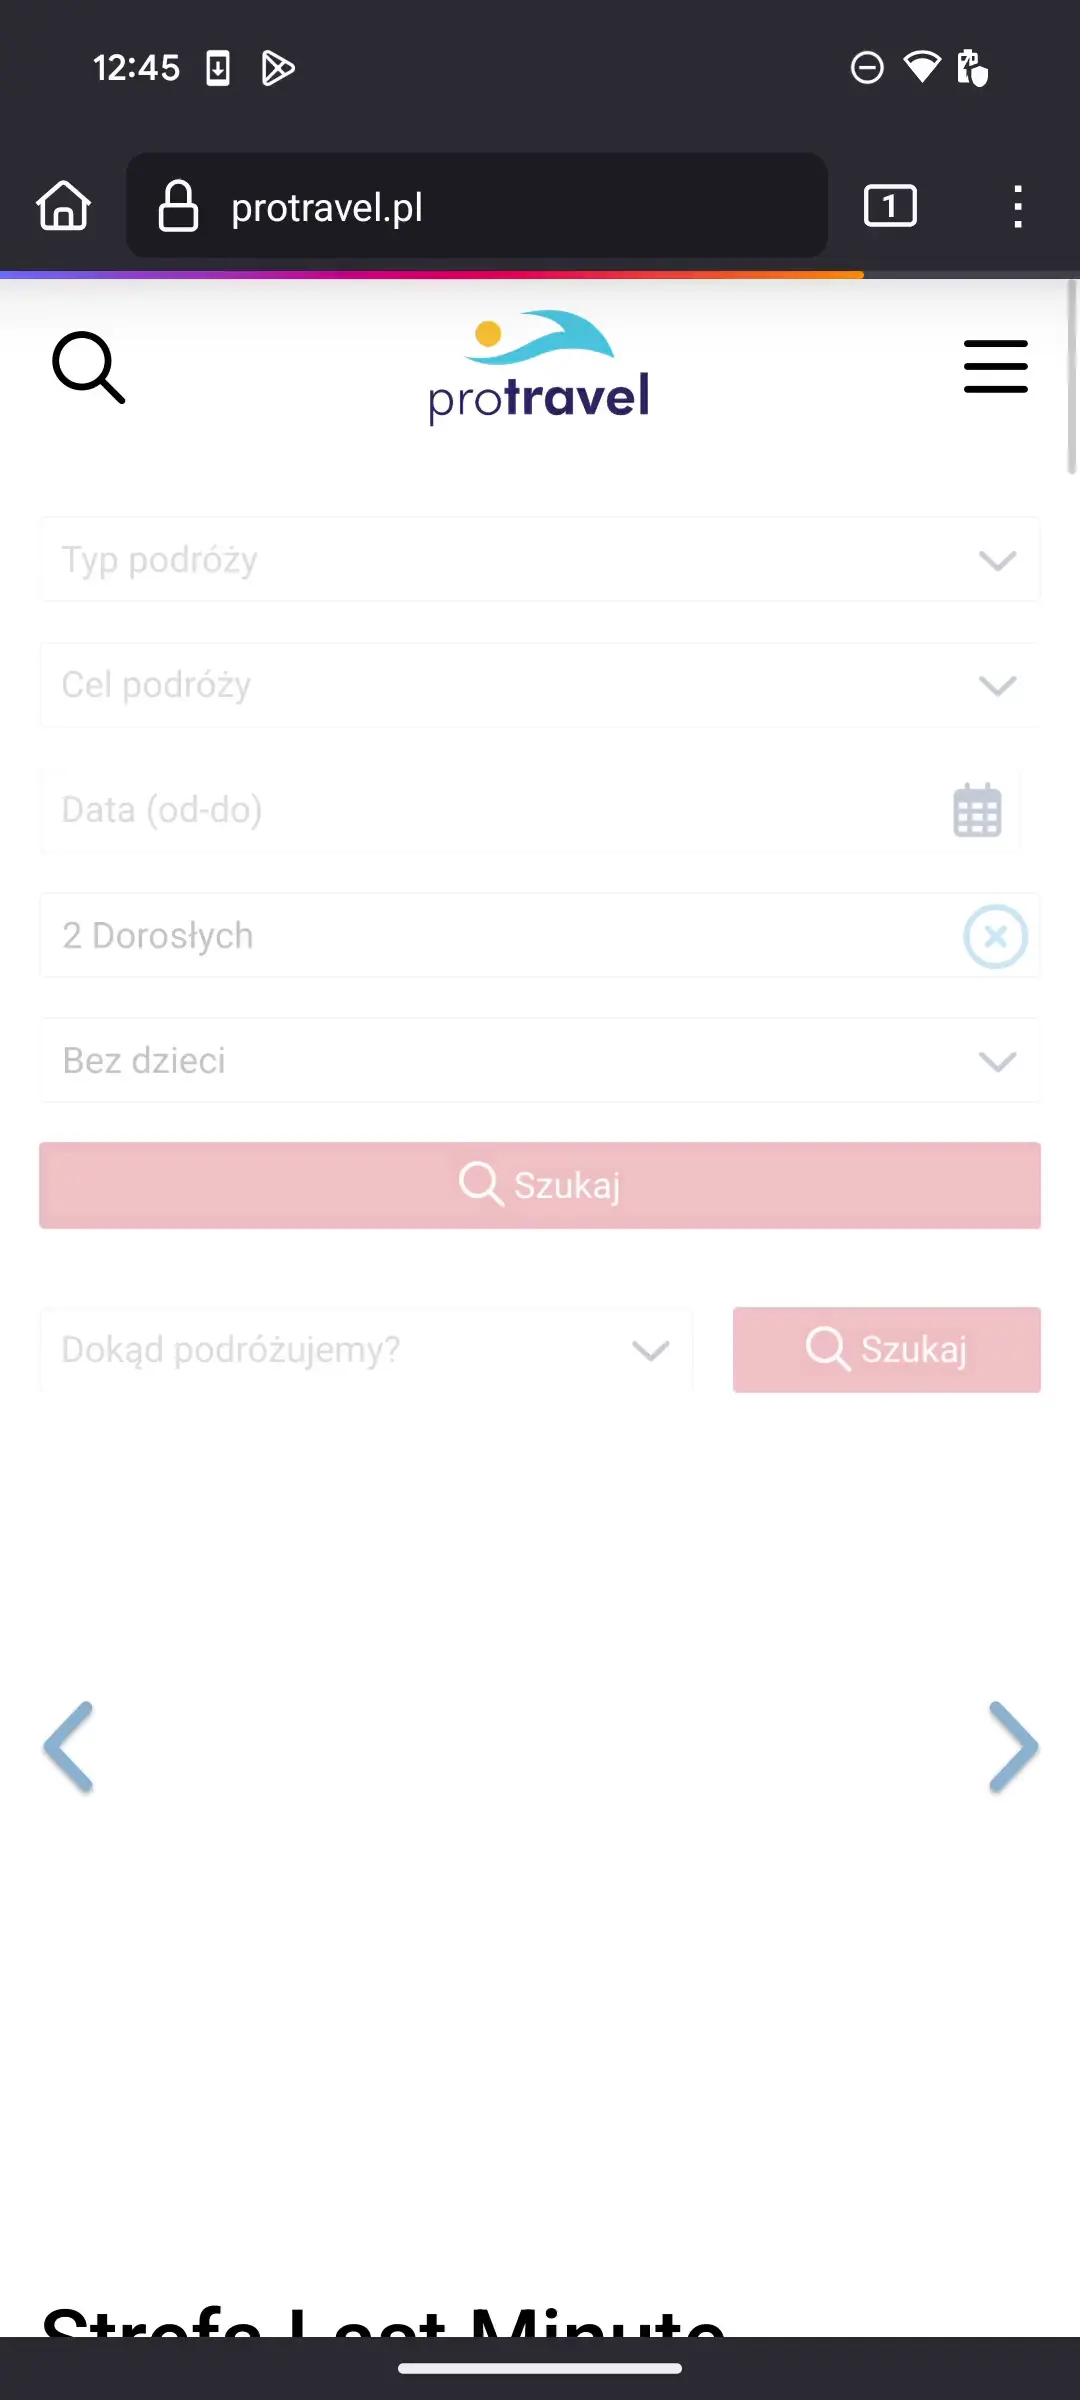 12:45
protravel.pl
1
protravel
Typ podróży
Cel podróży
Data (od-do)
2 Dorosłych
Bez dzieci
Szukaj
Dokąd podróżujemy?
Szukaj
Strefa Last Minute